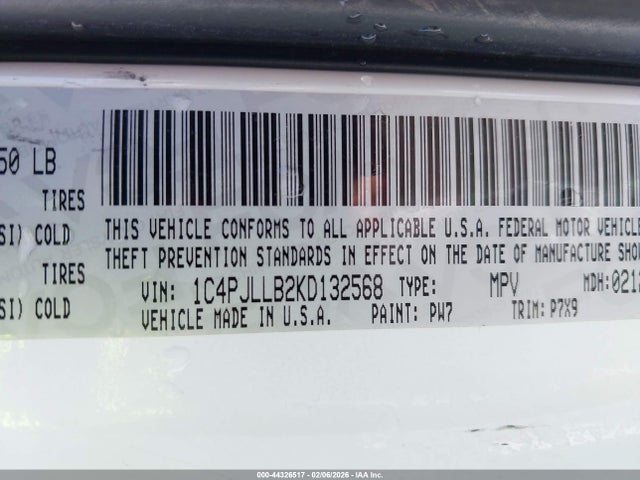 50 LB
TIRES
SI) COLD
TIRES
SI) COLD
THIS VEHICLE CONFORMS TO ALL APPLICABLE U.S.A. FEDERAL MOTOR VEHICLE
THEFT PREVENTION STANDARDS IN EFFECT ON THE DATE OF MANUFACTURE SHO
VIN: 1C4PJLLB2KD132568 TYPE: MPV MDH:0212
VEHICLE MADE IN U.S.A. PAINT: PW7 TRIM: P7X9
000-44326517 - 02/06/2026 - IAA Inc.